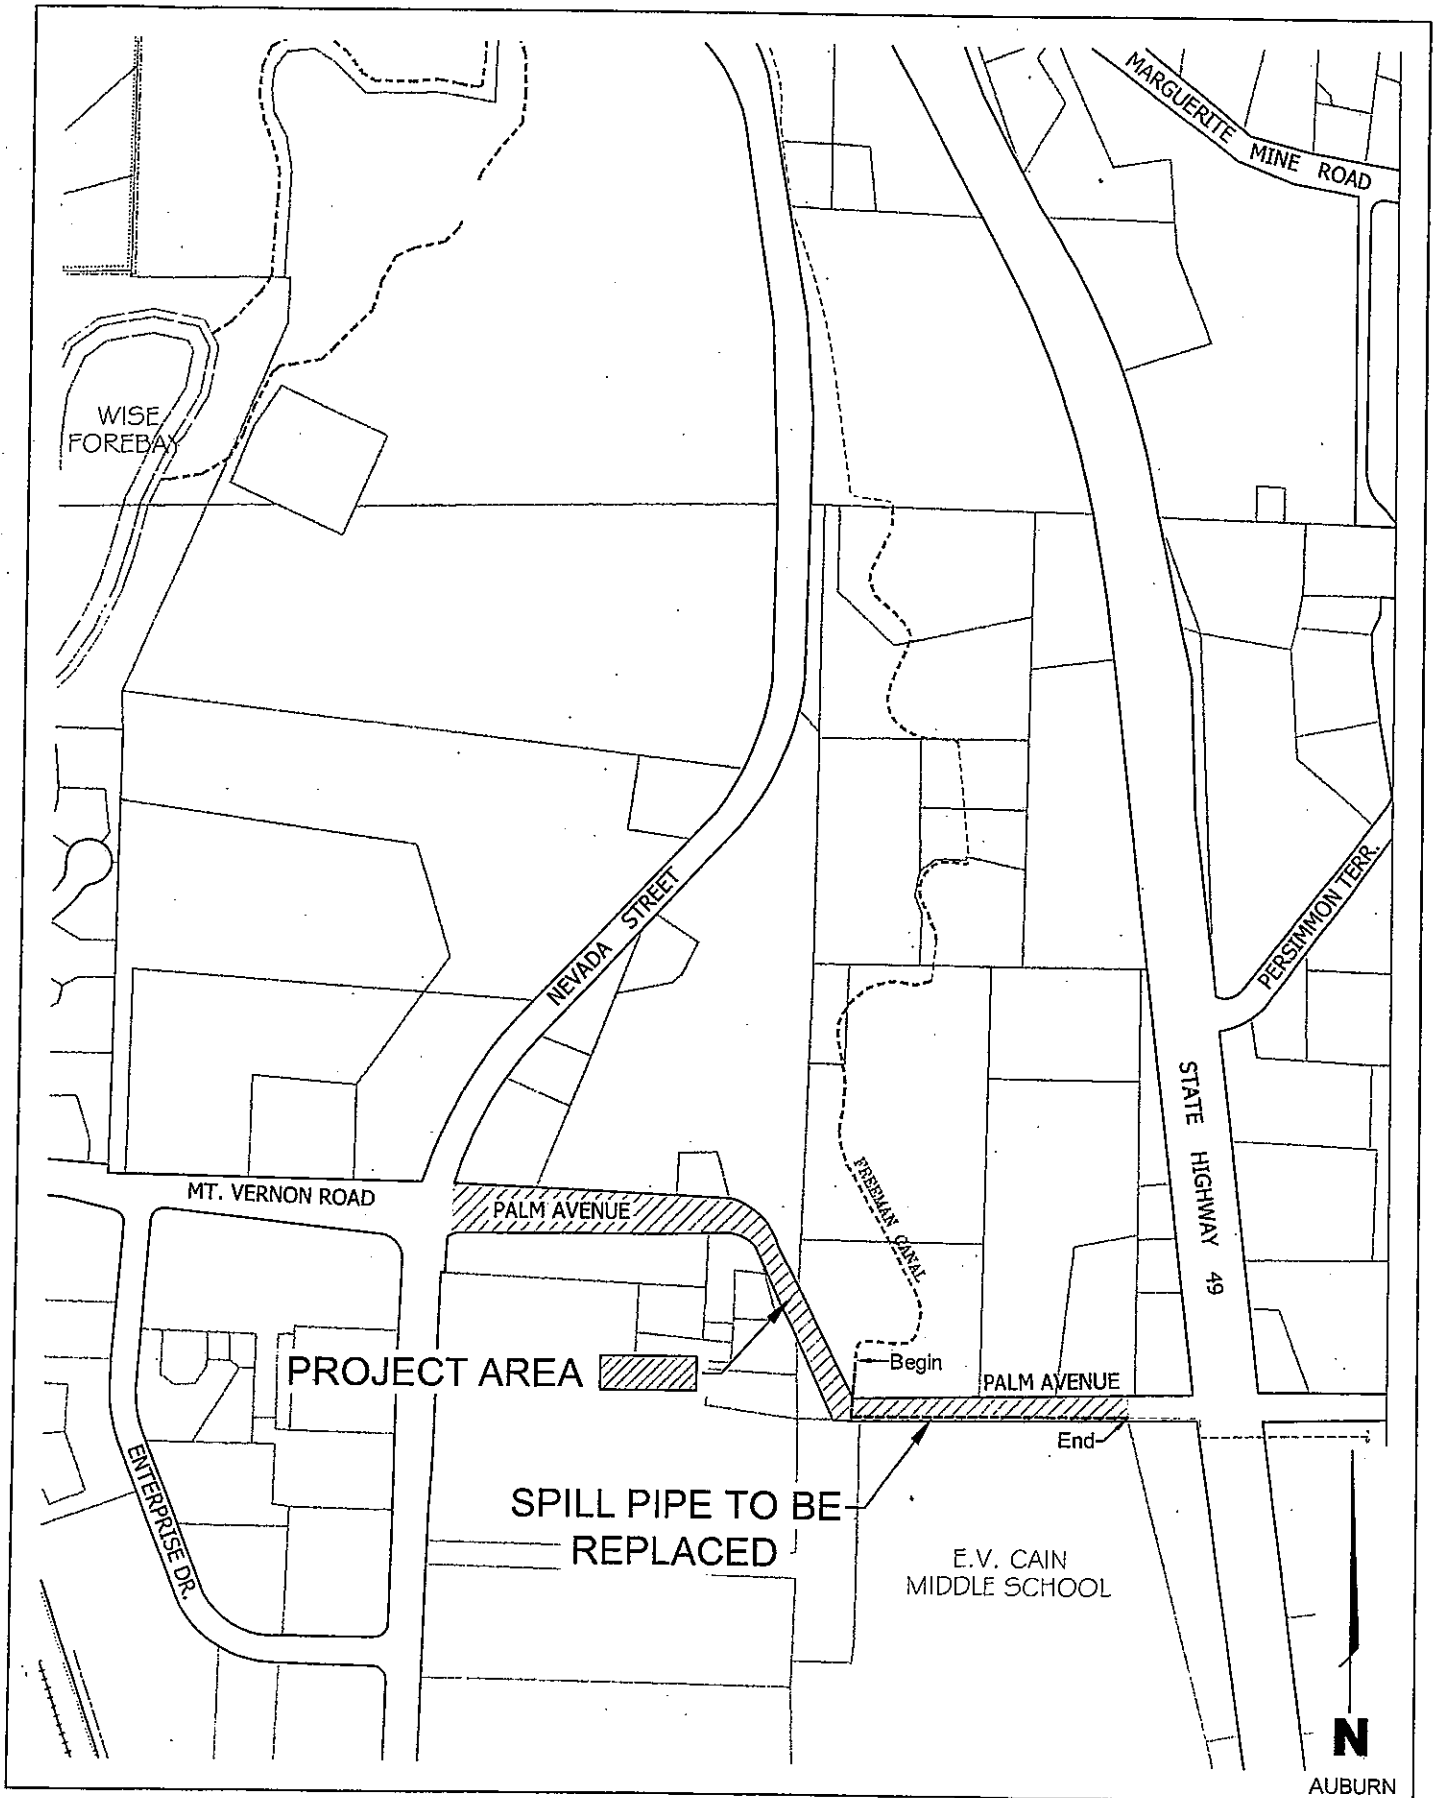 MARGUERITE MINE ROAD
WISE
FOREBAY
NEVADA STREET
PERSIMMON TERR.
STATE HIGHWAY 49
MT. VERNON ROAD
PALM AVENUE
FREEMAN CANAL
PROJECT AREA
Begin
PALM AVENUE
End
ENTERPRISE DR.
SPILL PIPE TO BE
REPLACED
E.V. CAIN
MIDDLE SCHOOL
N
AUBURN